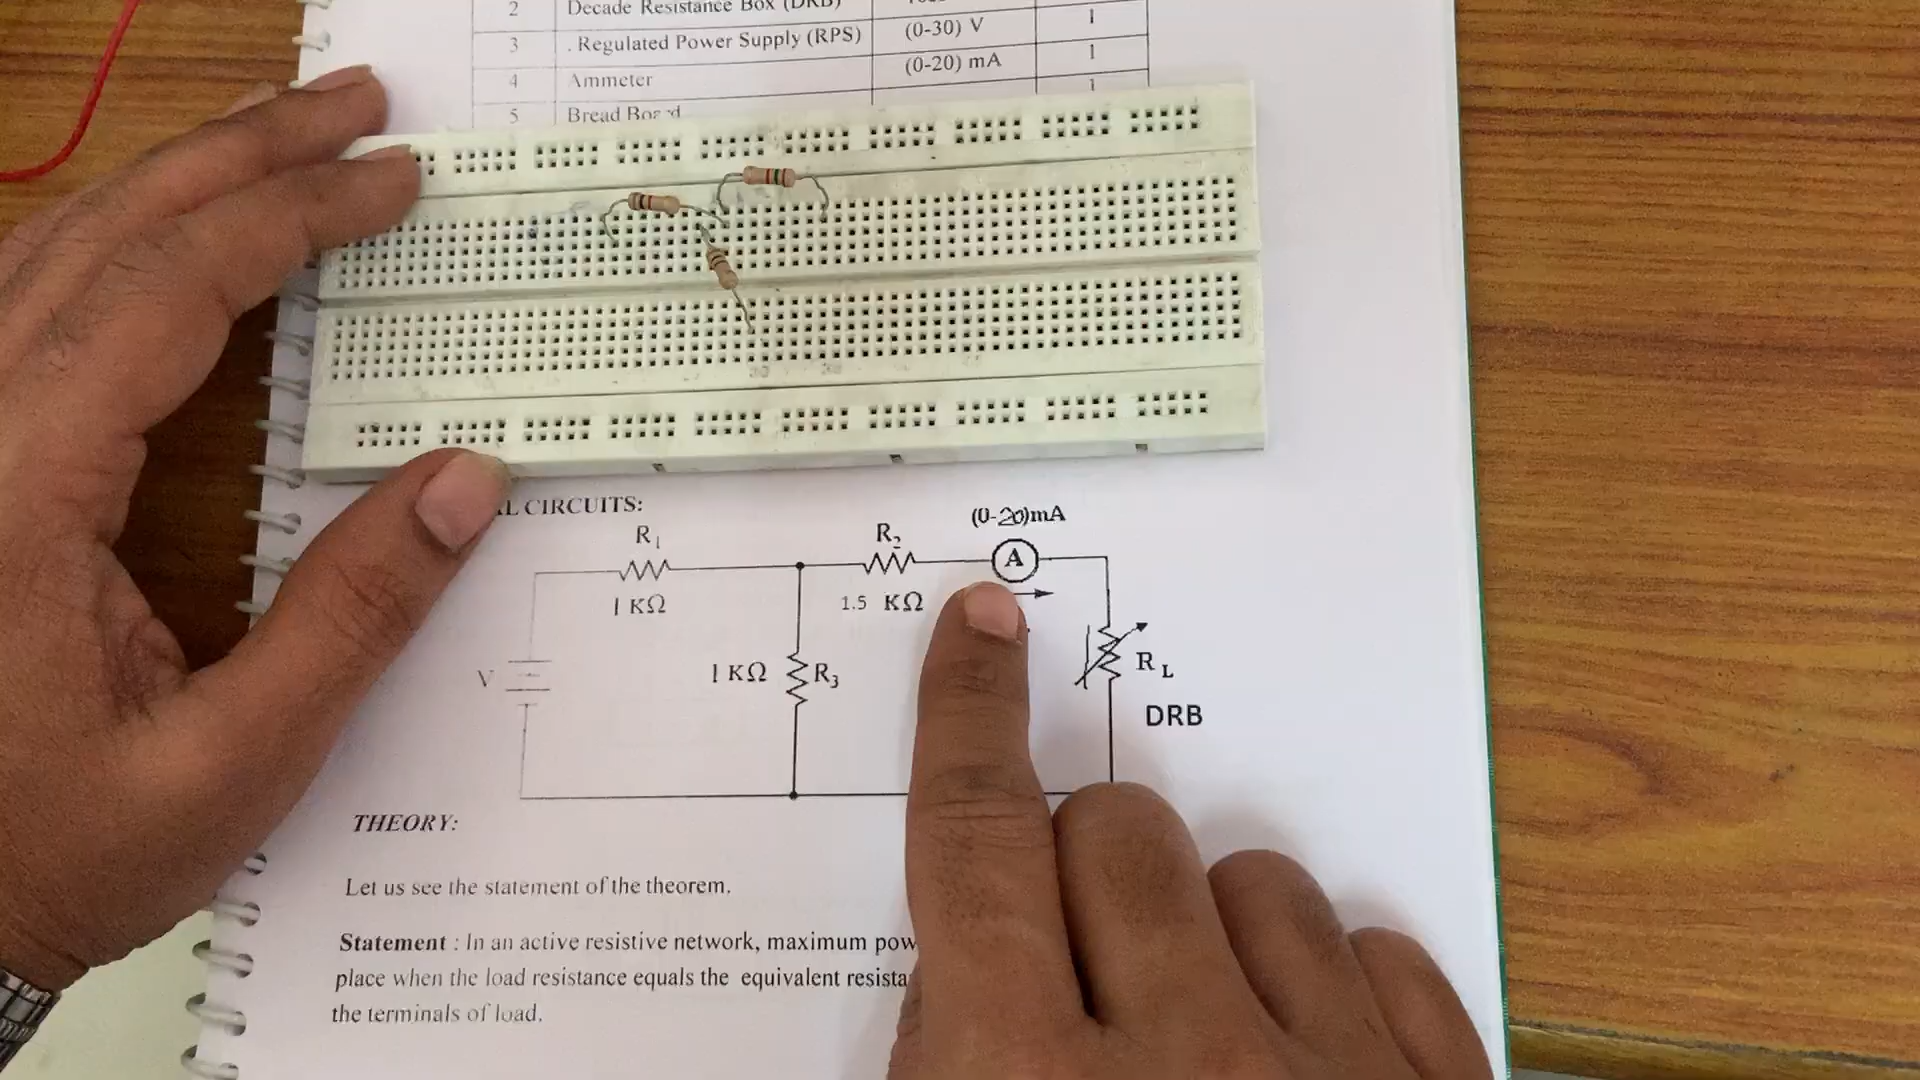 2 Decade Resistance Box (DRB)
3 . Regulated Power Supply (RPS) (0-30) V 1
4 Ammeter (0-20) mA 1
5 Bread Board 1
CIRCUITS:
R1 R2 (0-20)mA
A
1 KΩ 1.5 KΩ
V 1 KΩ R3 RL
DRB
THEORY:
Let us see the statement of the theorem.
Statement : In an active resistive network, maximum pow
place when the load resistance equals the equivalent resista
the terminals of load.